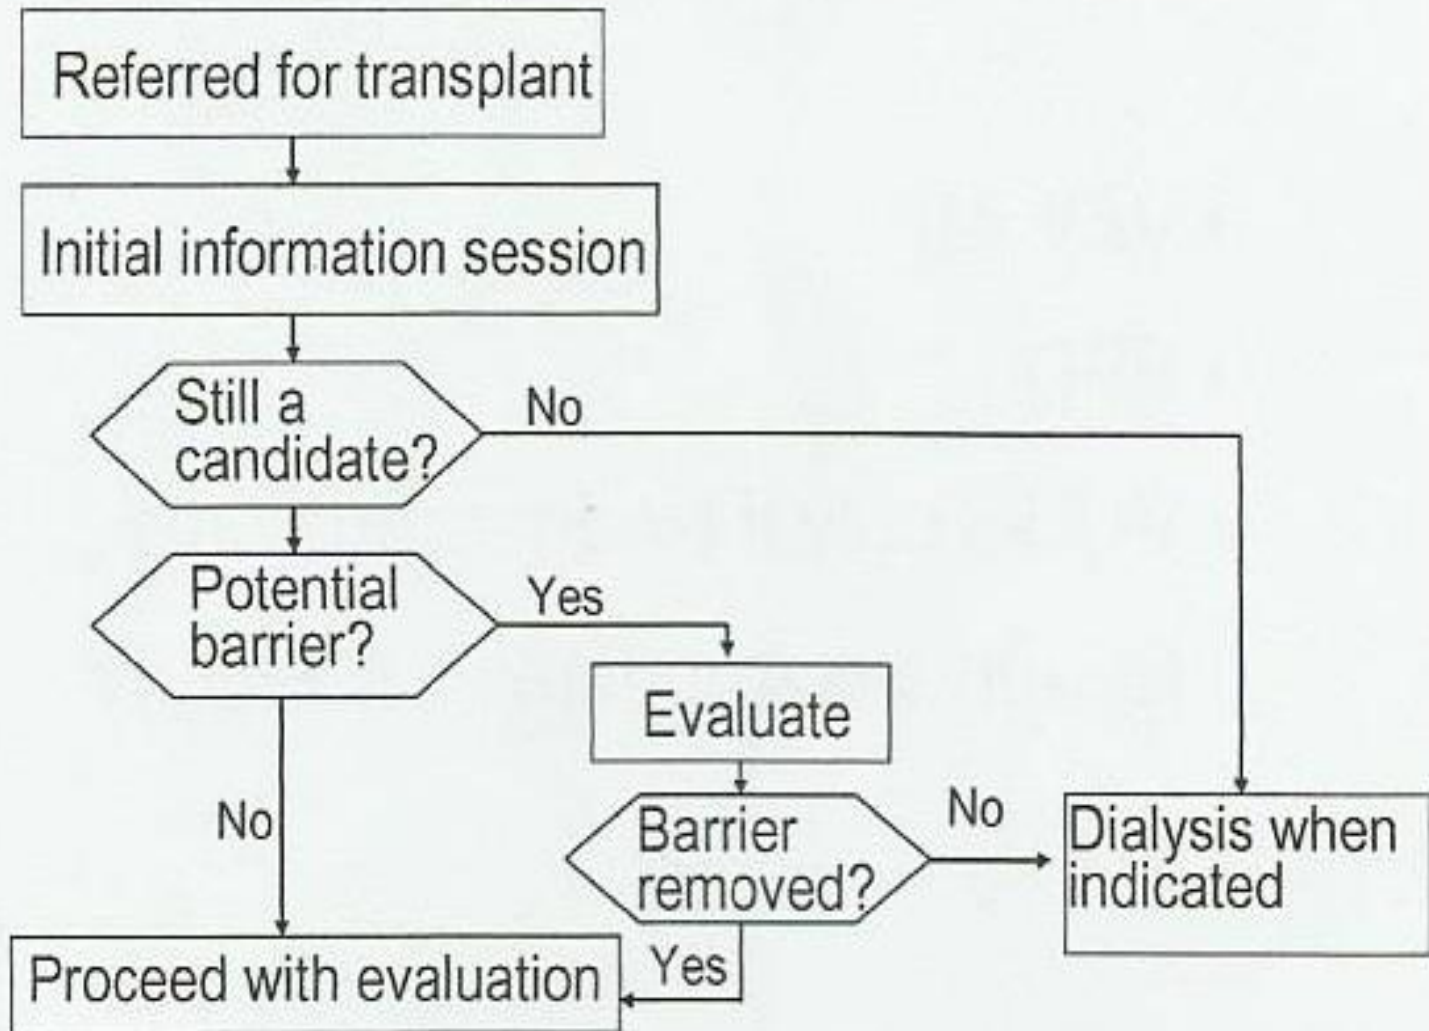 Referred for transplant
Initial information session
Still a
candidate?
No
Potential
barrier?
Yes
Evaluate
No
Barrier
removed?
No
Dialysis when
indicated
Yes
Proceed with evaluation